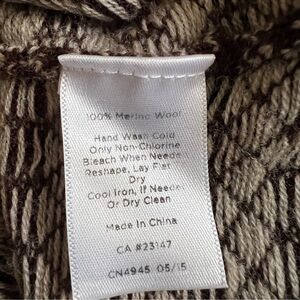 100% Merino Wool
Hand Wash Cold
Only Non-Chlorine
Bleach When Neede
Reshape, Lay Flat
Dry
Cool Iron, If Needed
Or Dry Clean
Made In China
CA #23147
CN4945 05/15